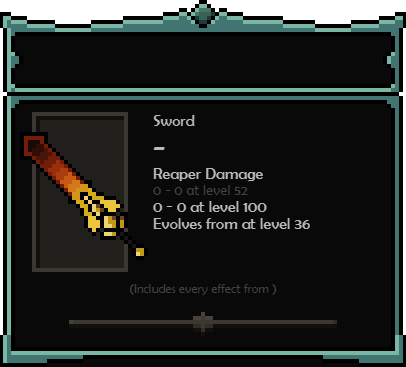 Sword
–
Reaper Damage
0 - 0 at level 52
0 - 0 at level 100
Evolves from at level 36
(Includes every effect from )